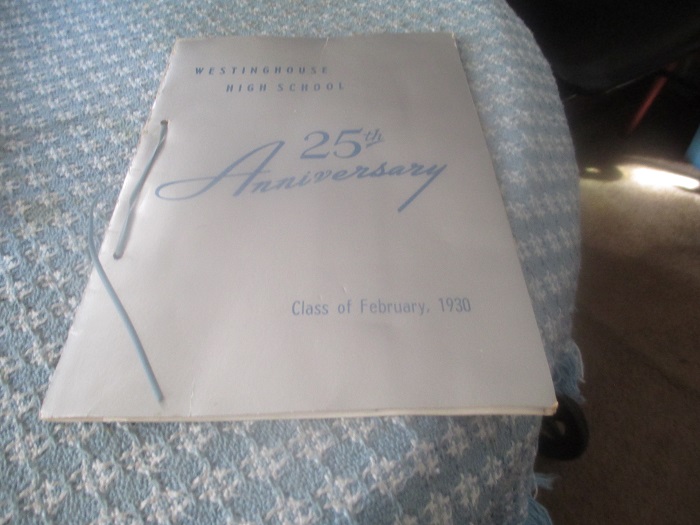 WESTINGHOUSE
HIGH SCHOOL
25th
Anniversary
Class of February, 1930